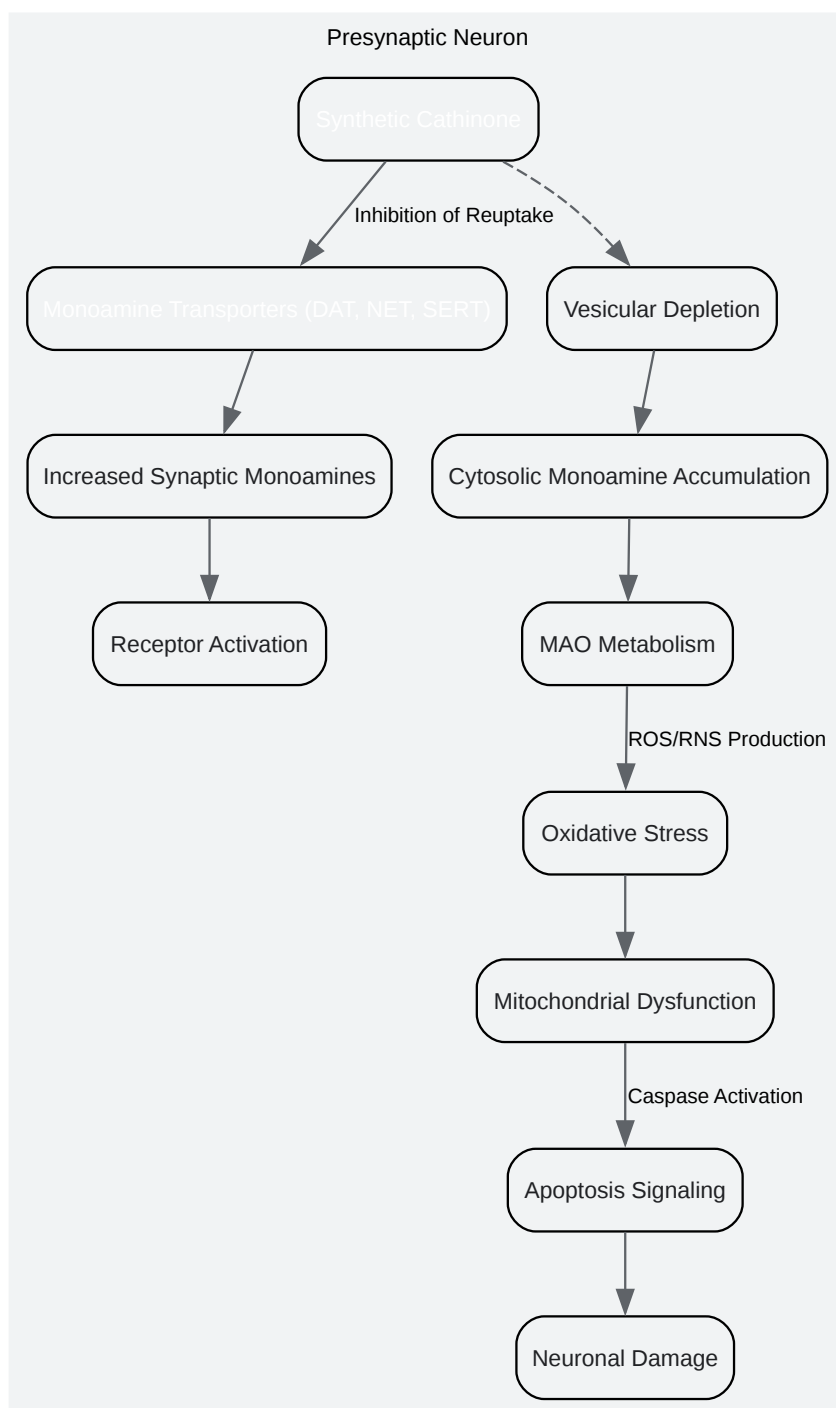 Presynaptic Neuron
Synthetic Cathinone
Inhibition of Reuptake
Monoamine Transporters (DAT, NET, SERT)
Vesicular Depletion
Increased Synaptic Monoamines
Cytosolic Monoamine Accumulation
Receptor Activation
MAO Metabolism
ROS/RNS Production
Oxidative Stress
Mitochondrial Dysfunction
Caspase Activation
Apoptosis Signaling
Neuronal Damage